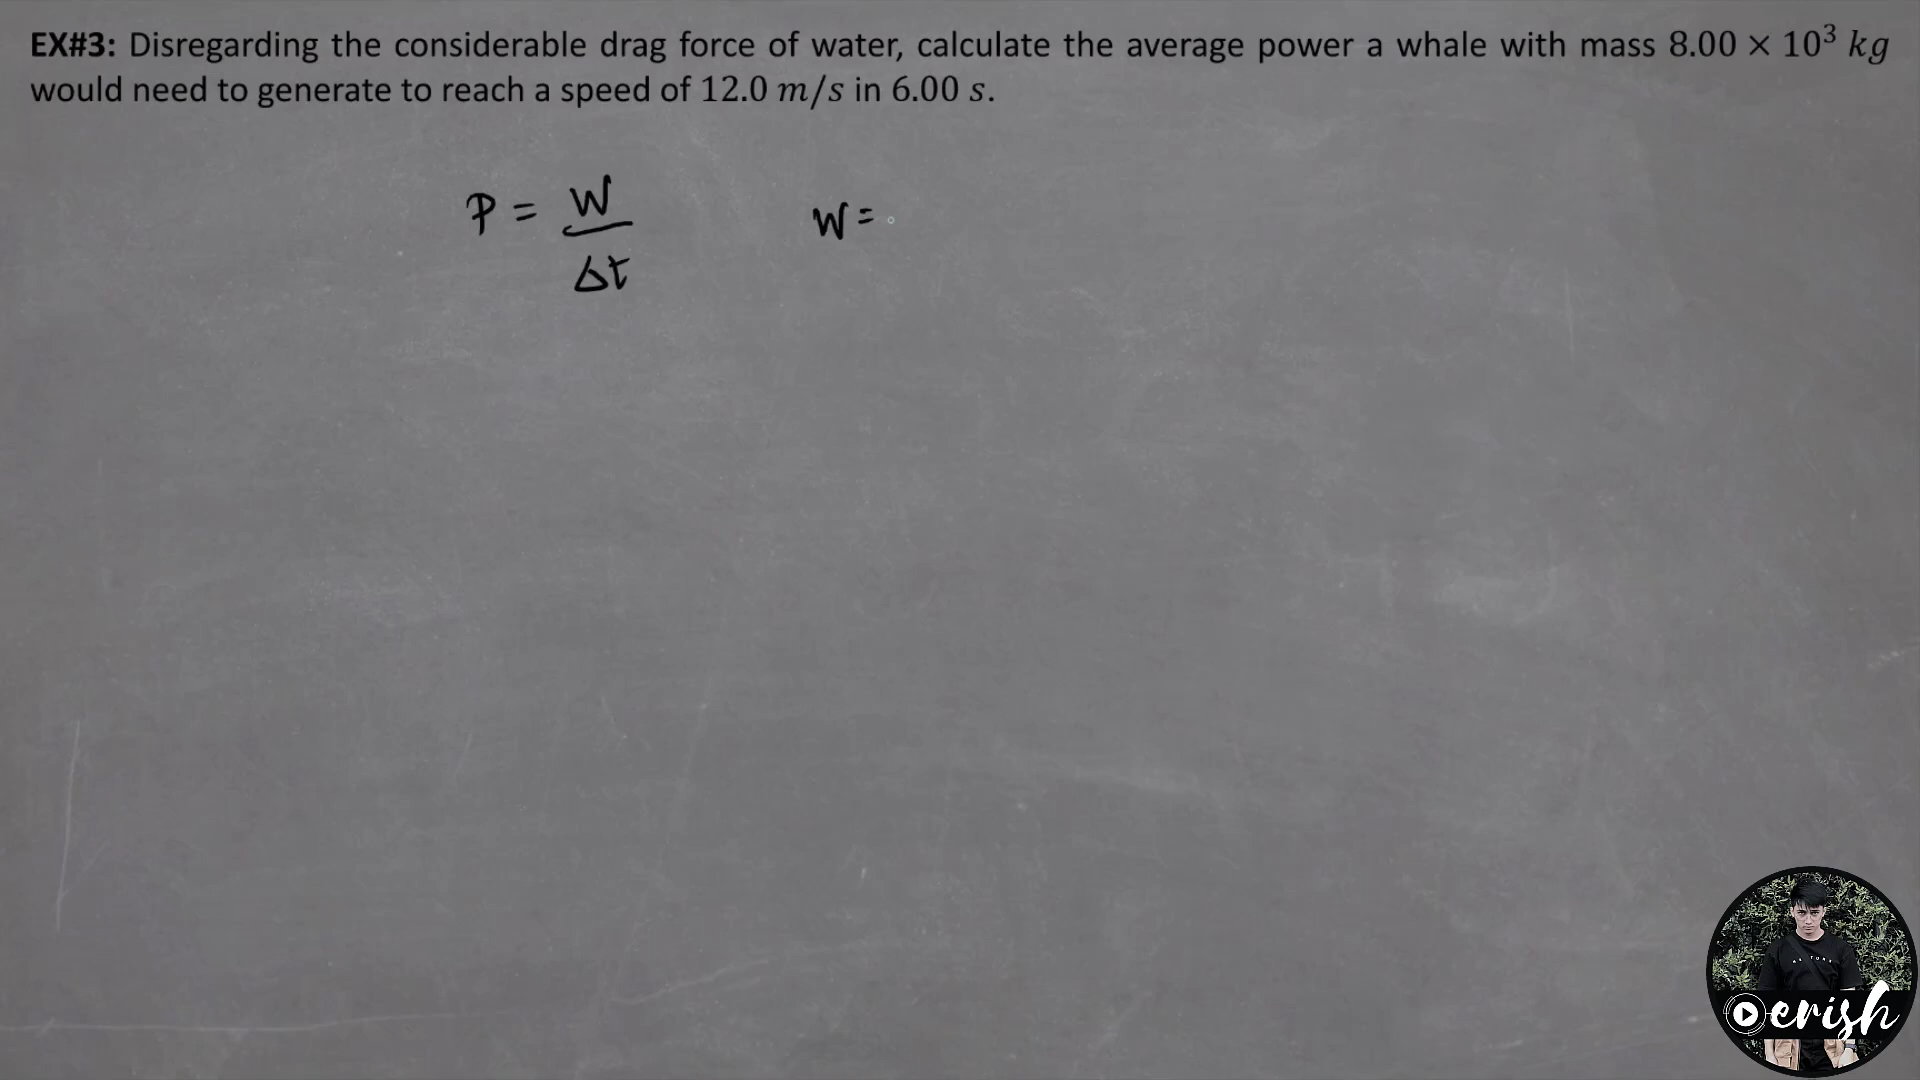 EX#3: Disregarding the considerable drag force of water, calculate the average power a whale with mass 8.00 × 10³ kg
would need to generate to reach a speed of 12.0 m/s in 6.00 s.
P = W
Δt
W =
erish